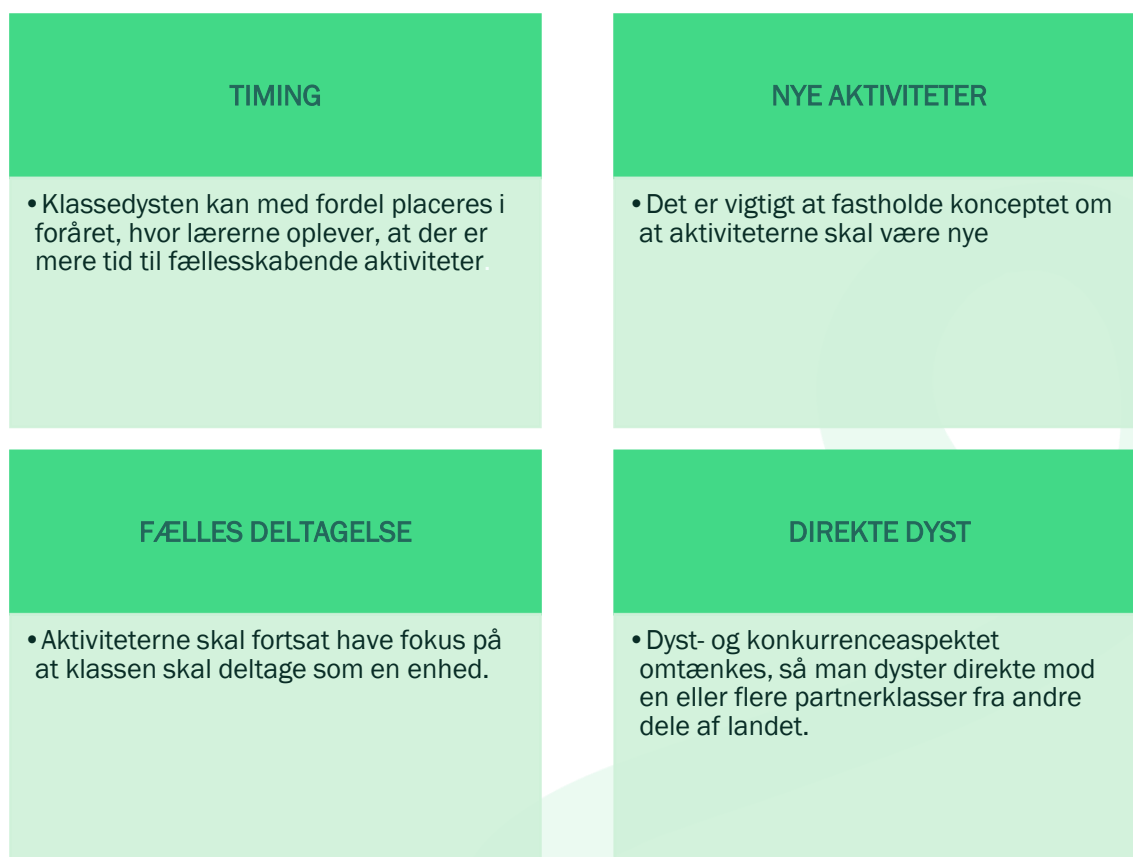 TIMING
•Klassedysten kan med fordel placeres i
foråret, hvor lærerne oplever, at der er
mere tid til fællesskabende aktiviteter.
NYE AKTIVITETER
•Det er vigtigt at fastholde konceptet om
at aktiviteterne skal være nye
FÆLLES DELTAGELSE
•Aktiviteterne skal fortsat have fokus på
at klassen skal deltage som en enhed.
DIREKTE DYST
•Dyst- og konkurrenceaspektet
omtænkes, så man dyster direkte mod
en eller flere partnerklasser fra andre
dele af landet.